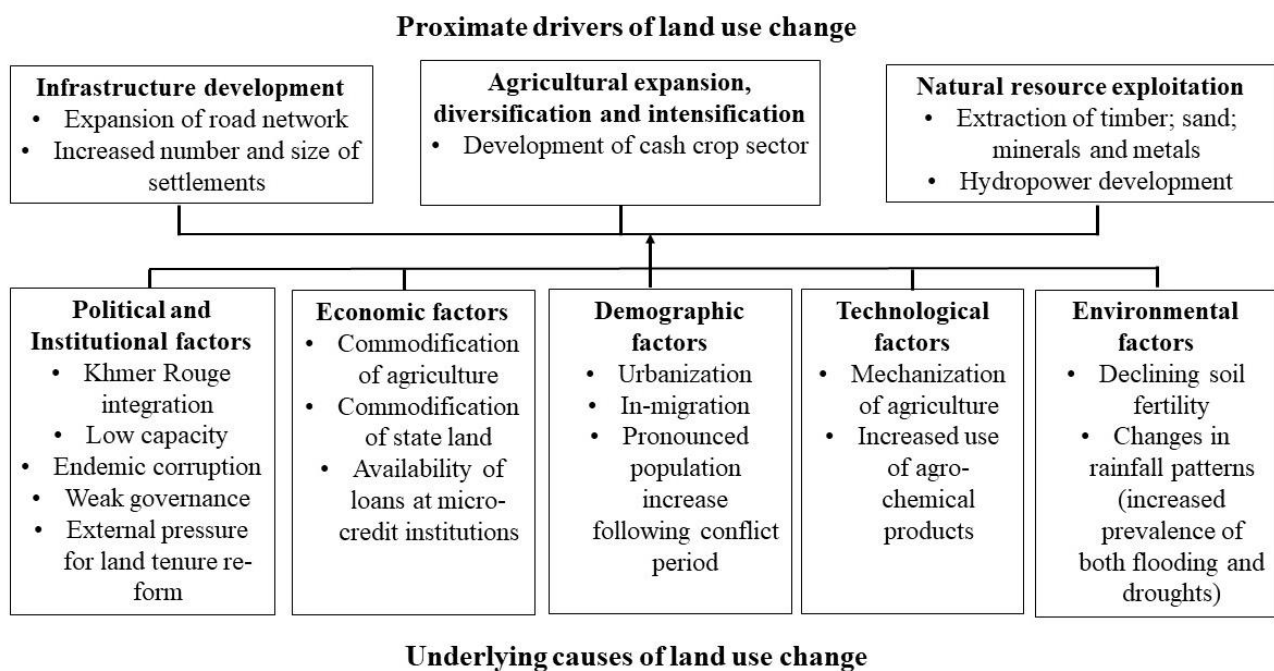 Proximate drivers of land use change
Infrastructure development
• Expansion of road network
• Increased number and size of
settlements
Agricultural expansion,
diversification and intensification
• Development of cash crop sector
Natural resource exploitation
• Extraction of timber; sand;
minerals and metals
• Hydropower development
Political and
Institutional factors
• Khmer Rouge
integration
• Low capacity
• Endemic corruption
• Weak governance
• External pressure
for land tenure re-
form
Economic factors
• Commodification
of agriculture
• Commodification
of state land
• Availability of
loans at micro-
credit institutions
Demographic
factors
• Urbanization
• In-migration
• Pronounced
population
increase
following conflict
period
Technological
factors
• Mechanization
of agriculture
• Increased use
of agro-
chemical
products
Environmental
factors
• Declining soil
fertility
• Changes in
rainfall patterns
(increased
prevalence of
both flooding and
droughts)
Underlying causes of land use change